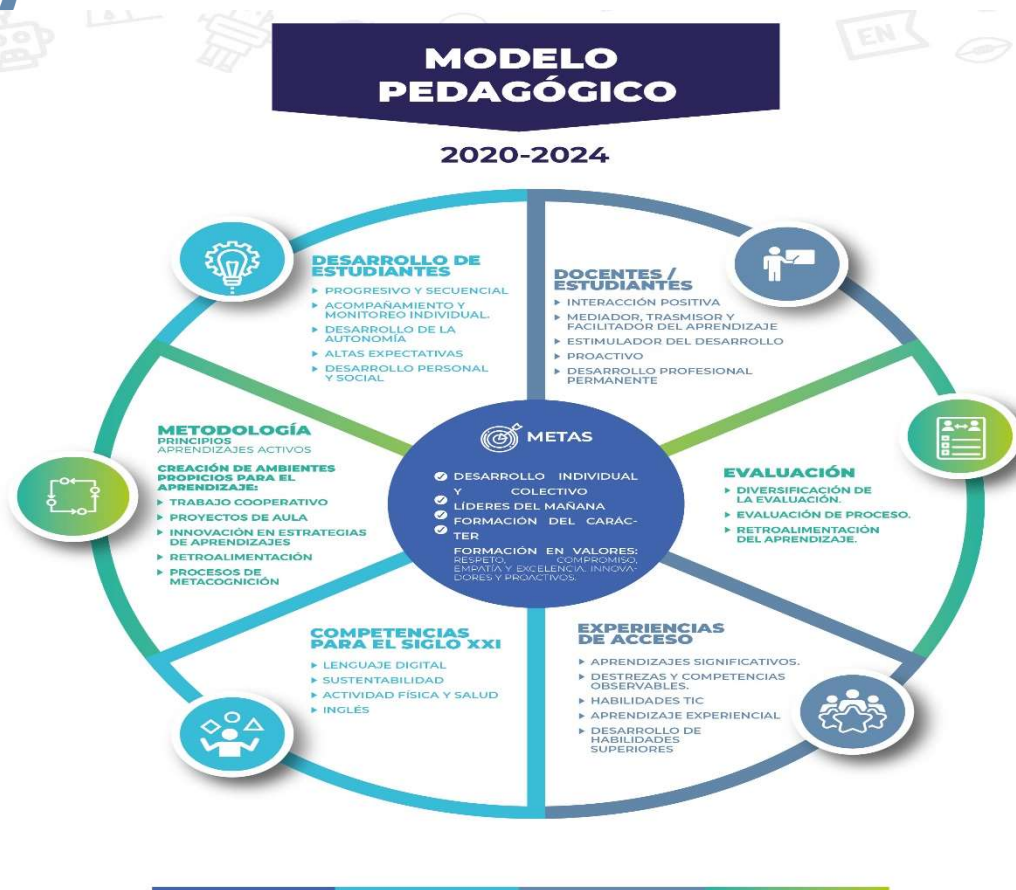 EN
MODELO
PEDAGÓGICO
2020-2024
DESARROLLO DE
ESTUDIANTES
PROGRESIVO Y SECUENCIAL
ACOMPAÑAMIENTO Y
MONITOREO INDIVIDUAL.
DESARROLLO DE LA
AUTONOMÍA
ALTAS EXPECTATIVAS
DESARROLLO PERSONAL
Y SOCIAL
DOCENTES /
ESTUDIANTES
INTERACCIÓN POSITIVA
MEDIADOR, TRASMISOR Y
FACILITADOR DEL APRENDIZAJE
ESTIMULADOR DEL DESARROLLO
PROACTIVO
DESARROLLO PROFESIONAL
PERMANENTE
METODOLOGÍA
PRINCIPIOS
APRENDIZAJES ACTIVOS
CREACIÓN DE AMBIENTES
PROPICIOS PARA EL
APRENDIZAJE:
TRABAJO COOPERATIVO
PROYECTOS DE AULA
INNOVACIÓN EN ESTRATEGIAS
DE APRENDIZAJES
RETROALIMENTACIÓN
PROCESOS DE
METACOGNICIÓN
METAS
DESARROLLO INDIVIDUAL
Y COLECTIVO
LÍDERES DEL MAÑANA
FORMACIÓN DEL CARÁC-
TER
FORMACIÓN EN VALORES:
RESPETO, COMPROMISO,
EMPATÍA Y EXCELENCIA, INNOVA-
DORES Y PROACTIVOS.
EVALUACIÓN
DIVERSIFICACIÓN DE
LA EVALUACIÓN.
EVALUACIÓN DE PROCESO.
RETROALIMENTACIÓN
DEL APRENDIZAJE.
COMPETENCIAS
PARA EL SIGLO XXI
LENGUAJE DIGITAL
SUSTENTABILIDAD
ACTIVIDAD FÍSICA Y SALUD
INGLÉS
EXPERIENCIAS
DE ACCESO
APRENDIZAJES SIGNIFICATIVOS.
DESTREZAS Y COMPETENCIAS
OBSERVABLES.
HABILIDADES TIC
APRENDIZAJE EXPERIENCIAL
DESARROLLO DE
HABILIDADES
SUPERIORES